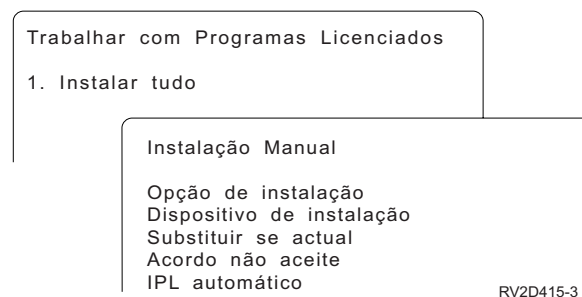 Trabalhar com Programas Licenciados
1. Instalar tudo
Instalação Manual
Opção de instalação
Dispositivo de instalação
Substituir se actual
Acordo não aceite
IPL automático
RV2D415-3